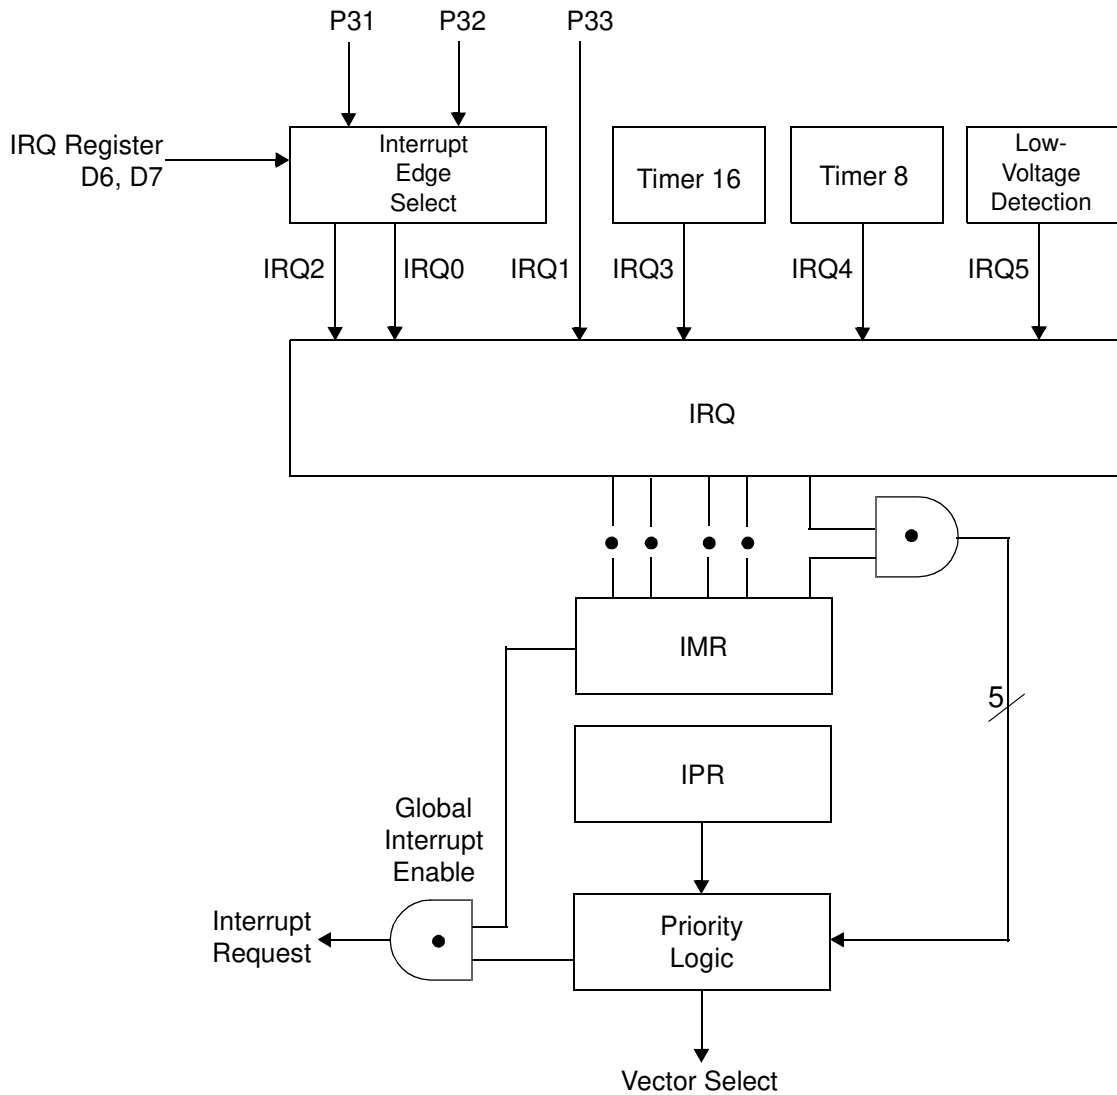 P31
P32
P33
IRQ Register
D6, D7
Interrupt
Edge
Select
Timer 16
Timer 8
Low-
Voltage
Detection
IRQ2
IRQ0
IRQ1
IRQ3
IRQ4
IRQ5
IRQ
IMR
5
IPR
Global
Interrupt
Enable
Interrupt
Request
Priority
Logic
Vector Select